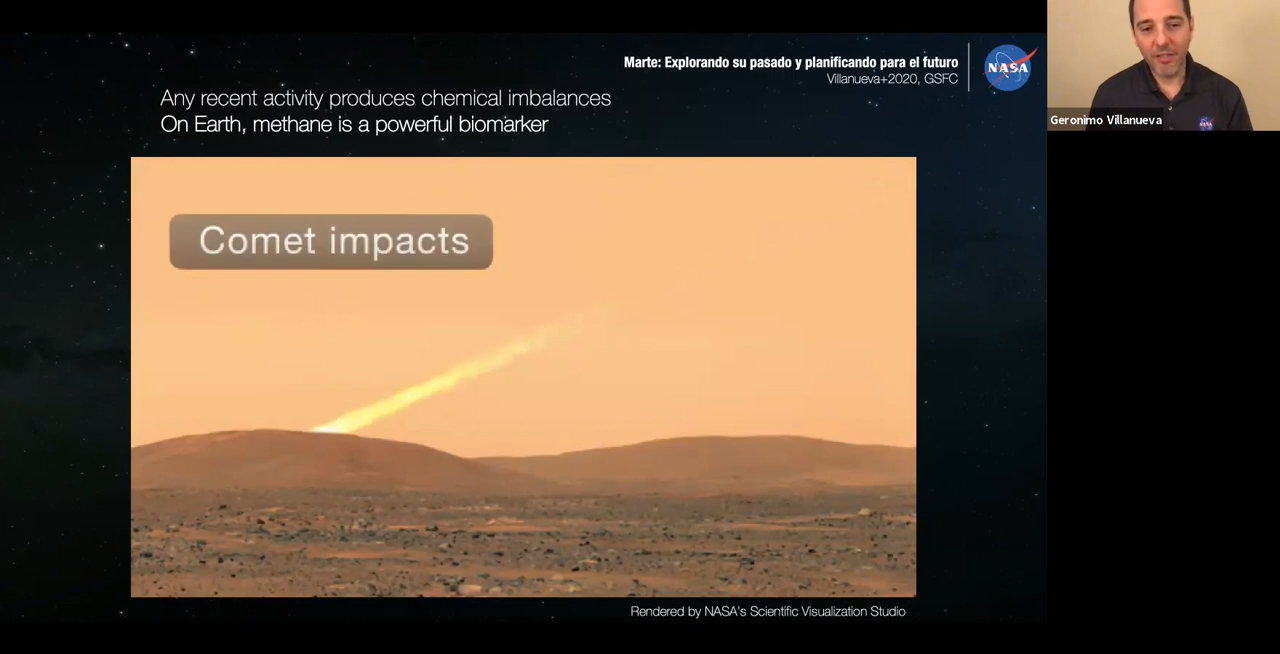 Marte: Explorando su pasado y planificando para el futuro
Villanueva+2020, GSFC
NASA
Any recent activity produces chemical imbalances
On Earth, methane is a powerful biomarker
Comet impacts
Rendered by NASA's Scientific Visualization Studio
NASA
Geronimo Villanueva